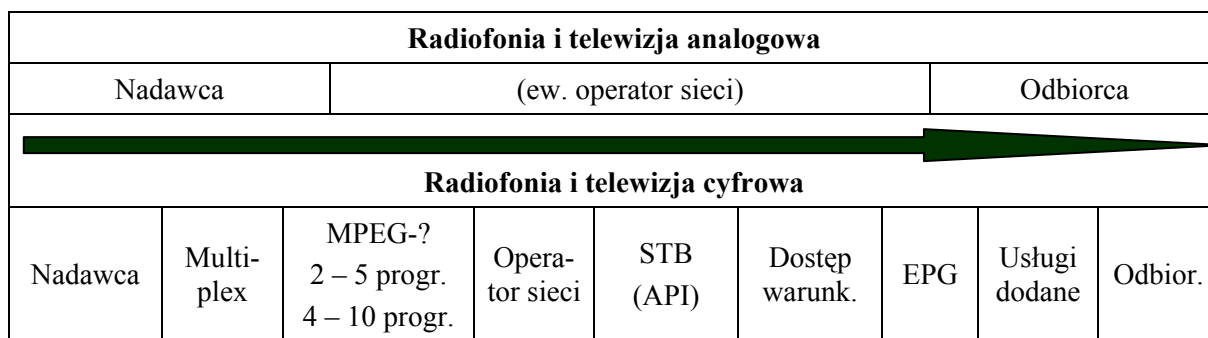 Radiofonia i telewizja analogowa
Nadawca (ew. operator sieci) Odbiorca
Radiofonia i telewizja cyfrowa
Nadawca
Multi-
plex
MPEG-?
2 – 5 progr.
4 – 10 progr.
Opera-
tor sieci
STB
(API)
Dostęp
warunk.
EPG
Usługi
dodane
Odbior.